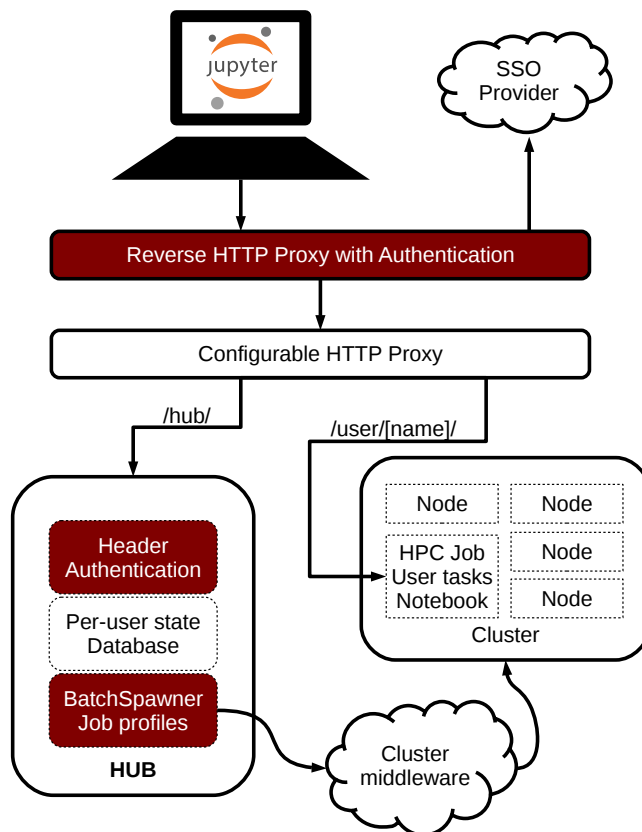 jupyter
SSO
Provider
Reverse HTTP Proxy with Authentication
Configurable HTTP Proxy
/hub/
/user/[name]/
Header
Authentication
Per-user state
Database
BatchSpawner
Job profiles
HUB
Node
Node
HPC Job
User tasks
Notebook
Node
Node
Cluster
Cluster
middleware